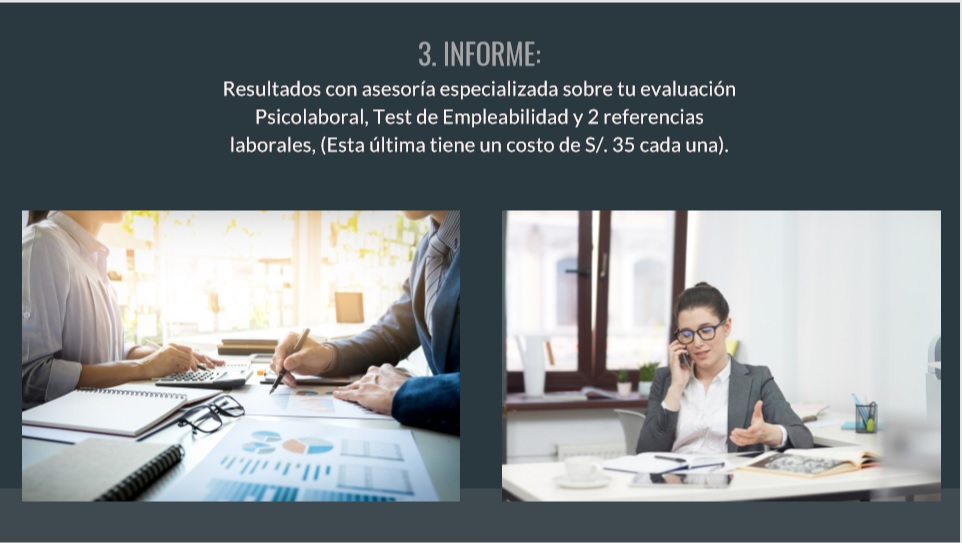 3. INFORME:
Resultados con asesoría especializada sobre tu evaluación
Psicolaboral, Test de Empleabilidad y 2 referencias
laborales, (Esta última tiene un costo de S/. 35 cada una).